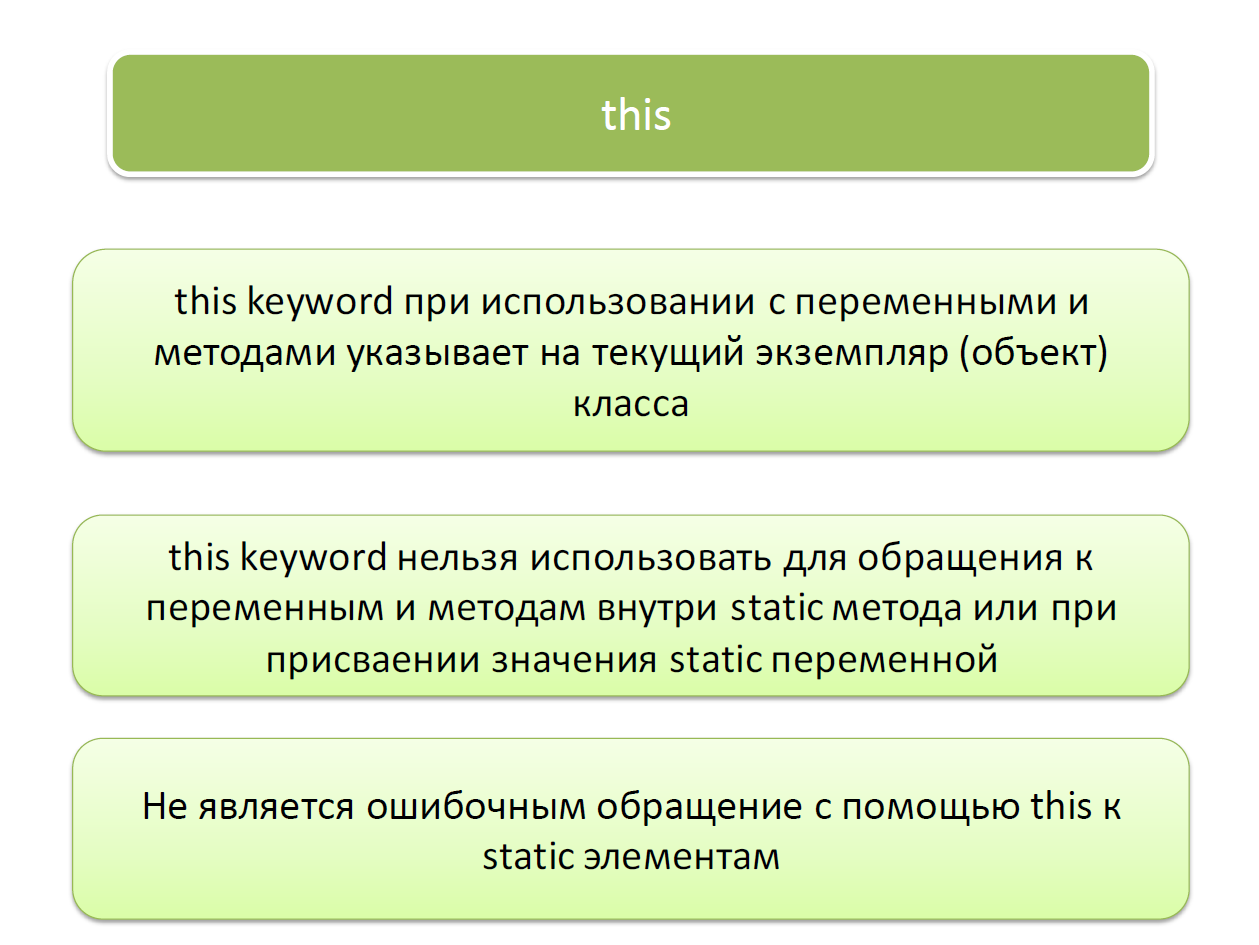 this
this keyword при использовании с переменными и
методами указывает на текущий экземпляр (объект)
класса
this keyword нельзя использовать для обращения к
переменным и методам внутри static метода или при
присваении значения static переменной
Не является ошибочным обращение с помощью this к
static элементам